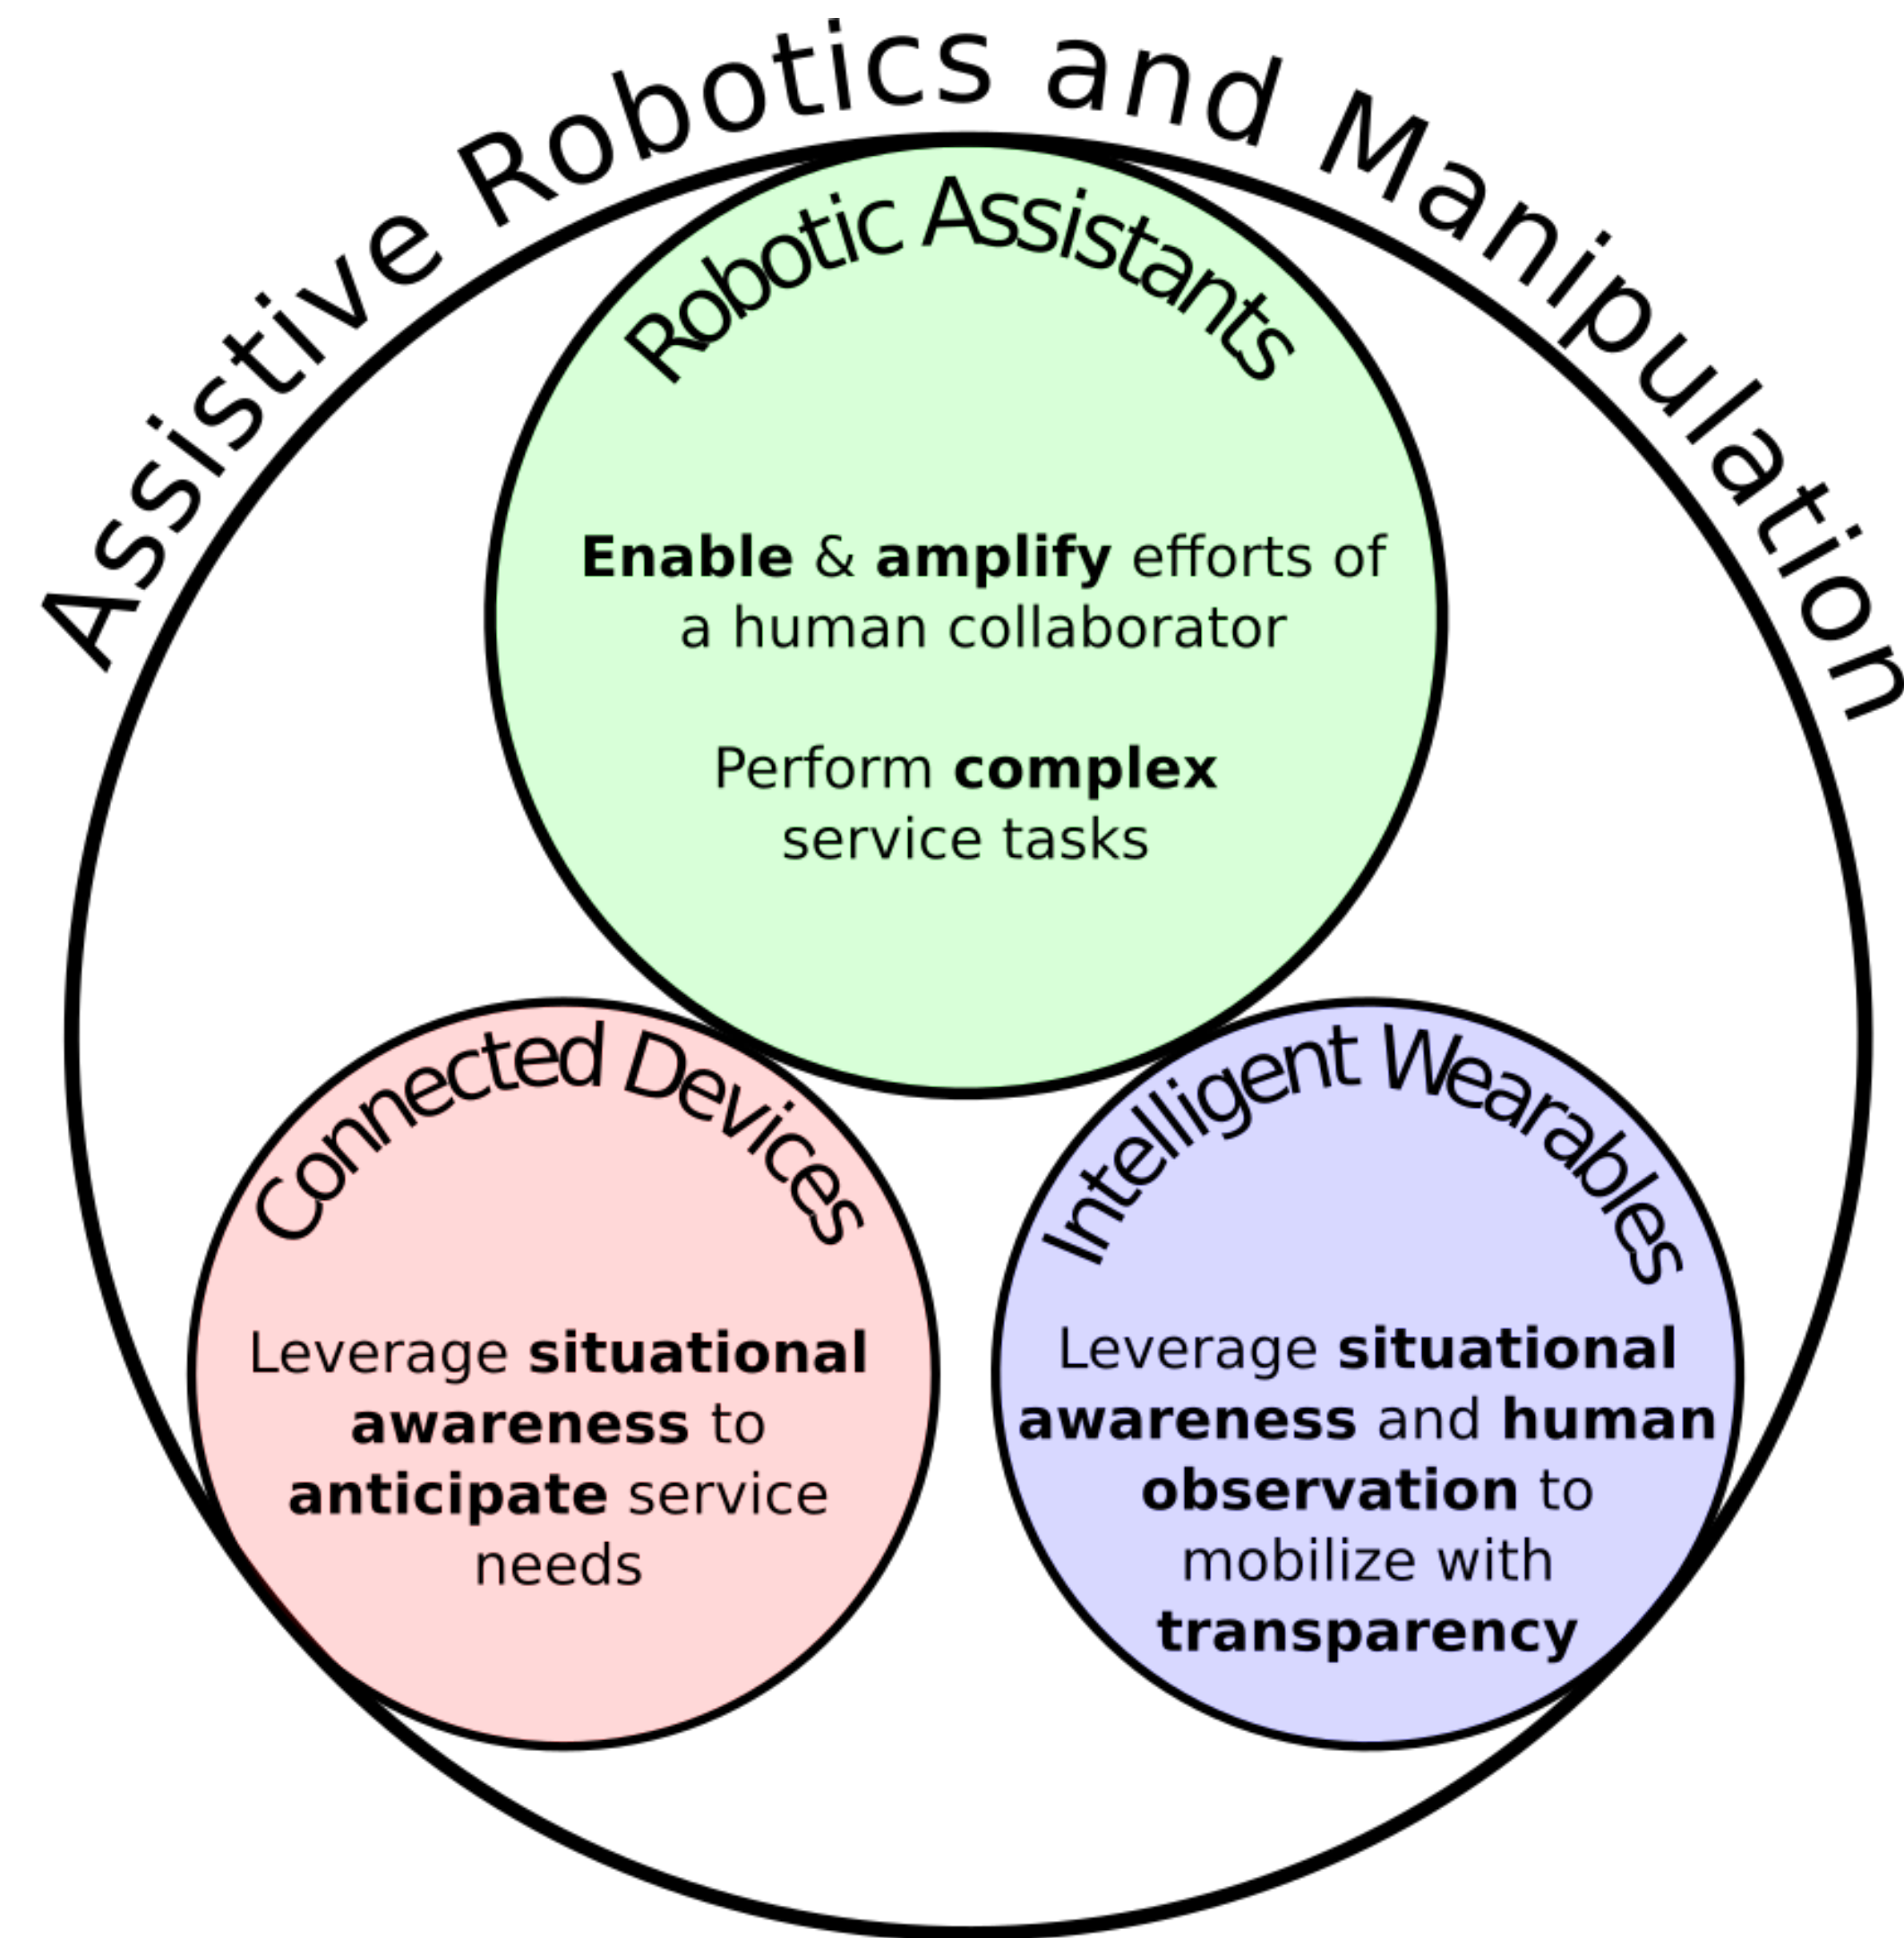 Assistive Robotics and Manipulation
Robotic Assistants
Enable & amplify efforts of
a human collaborator
Perform complex
service tasks
Connected Devices
Leverage situational
awareness to
anticipate service
needs
Intelligent Wearables
Leverage situational
awareness and human
observation to
mobilize with
transparency